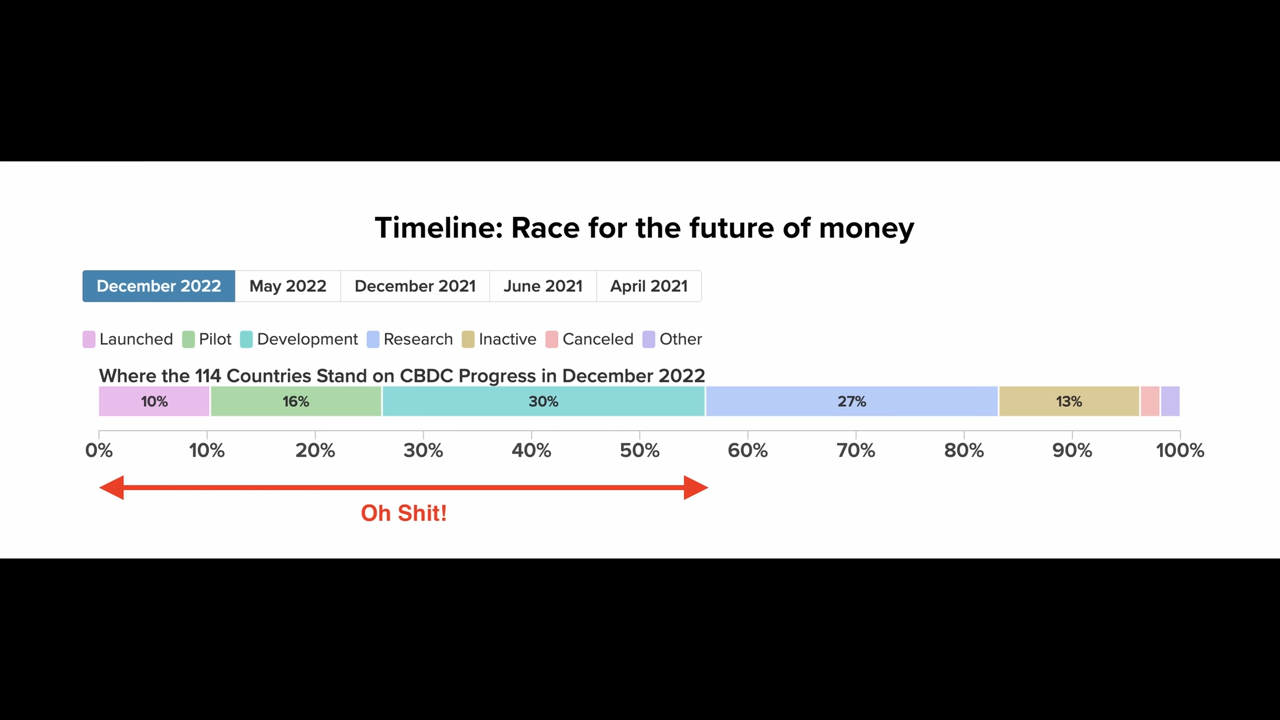 Timeline: Race for the future of money
December 2022 May 2022 December 2021 June 2021 April 2021
Launched Pilot Development Research Inactive Canceled Other
Where the 114 Countries Stand on CBDC Progress in December 2022
10% 16% 30% 27% 13%
0% 10% 20% 30% 40% 50% 60% 70% 80% 90% 100%
Oh Shit!